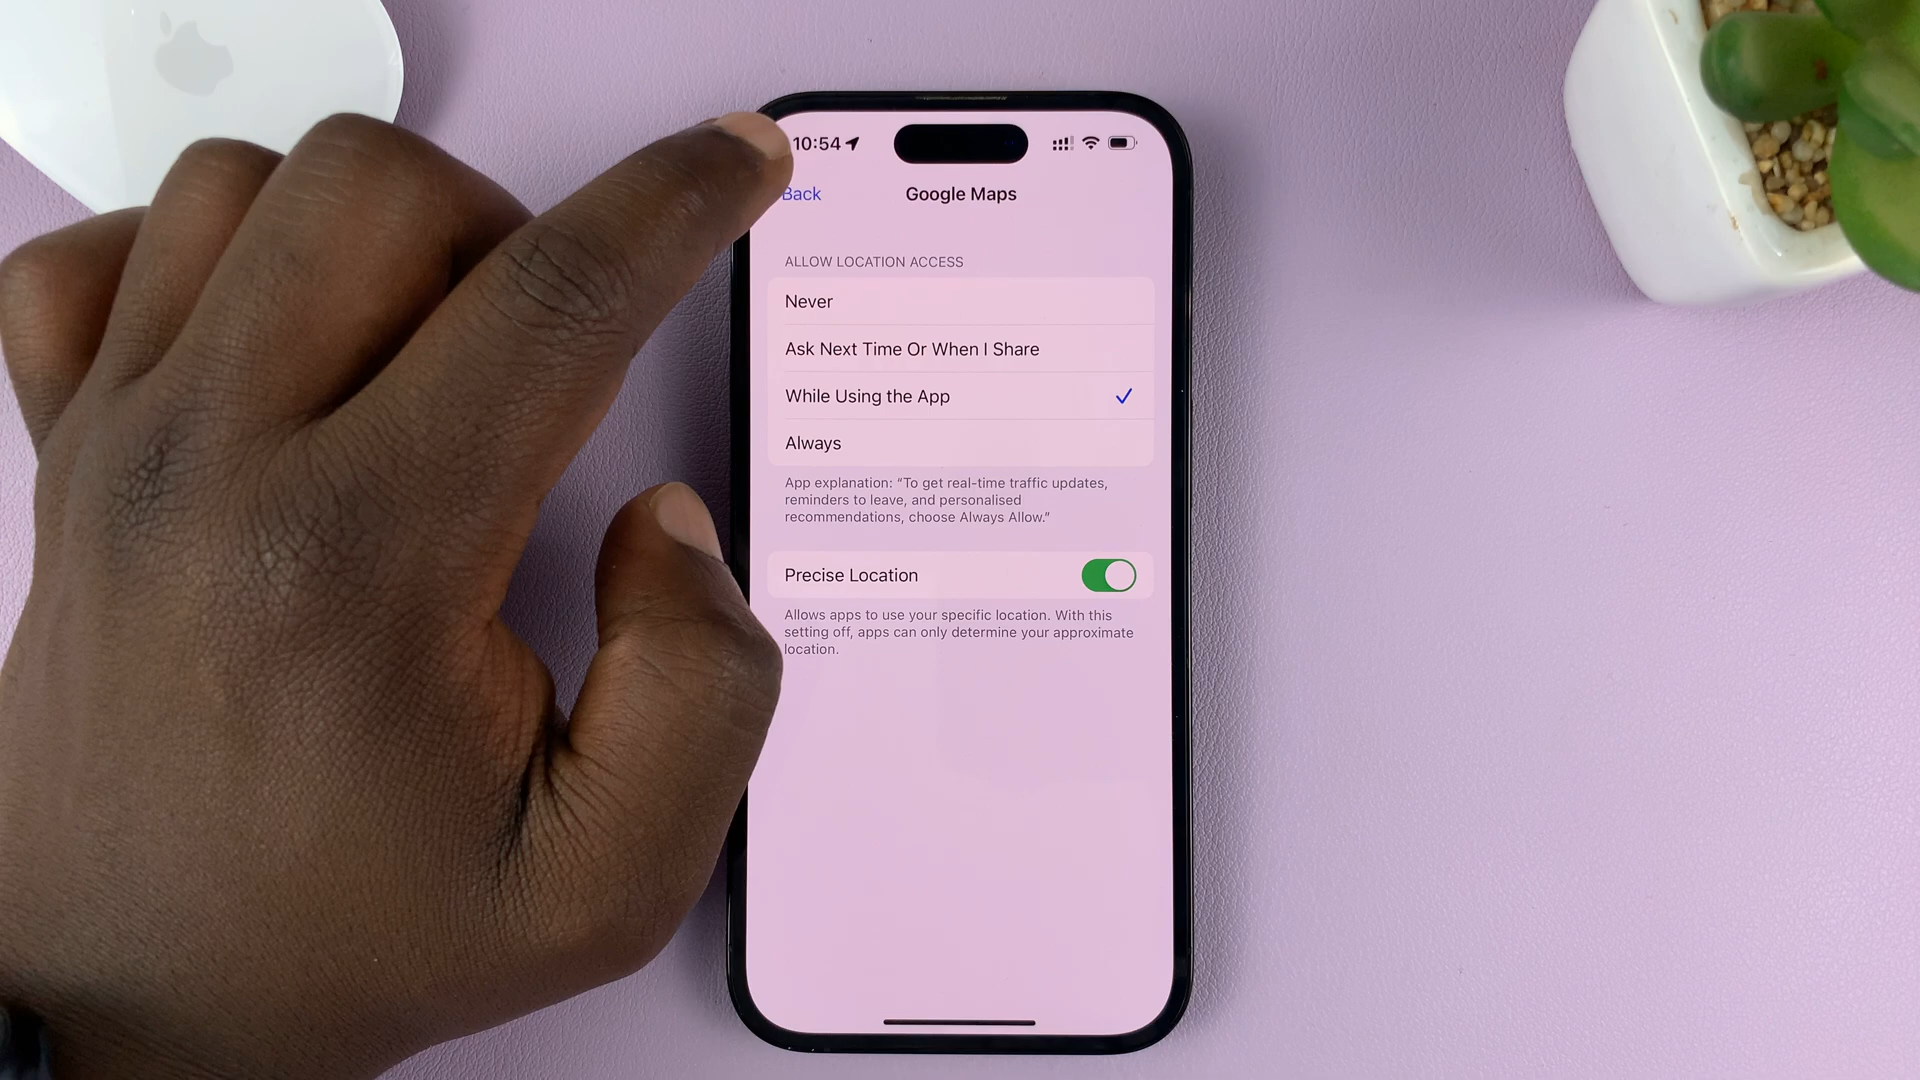 10:54
Back
Google Maps
ALLOW LOCATION ACCESS
Never
Ask Next Time Or When I Share
While Using the App
Always
App explanation: “To get real-time traffic updates,
reminders to leave, and personalised
recommendations, choose Always Allow.”
Precise Location
Allows apps to use your specific location. With this
setting off, apps can only determine your approximate
location.